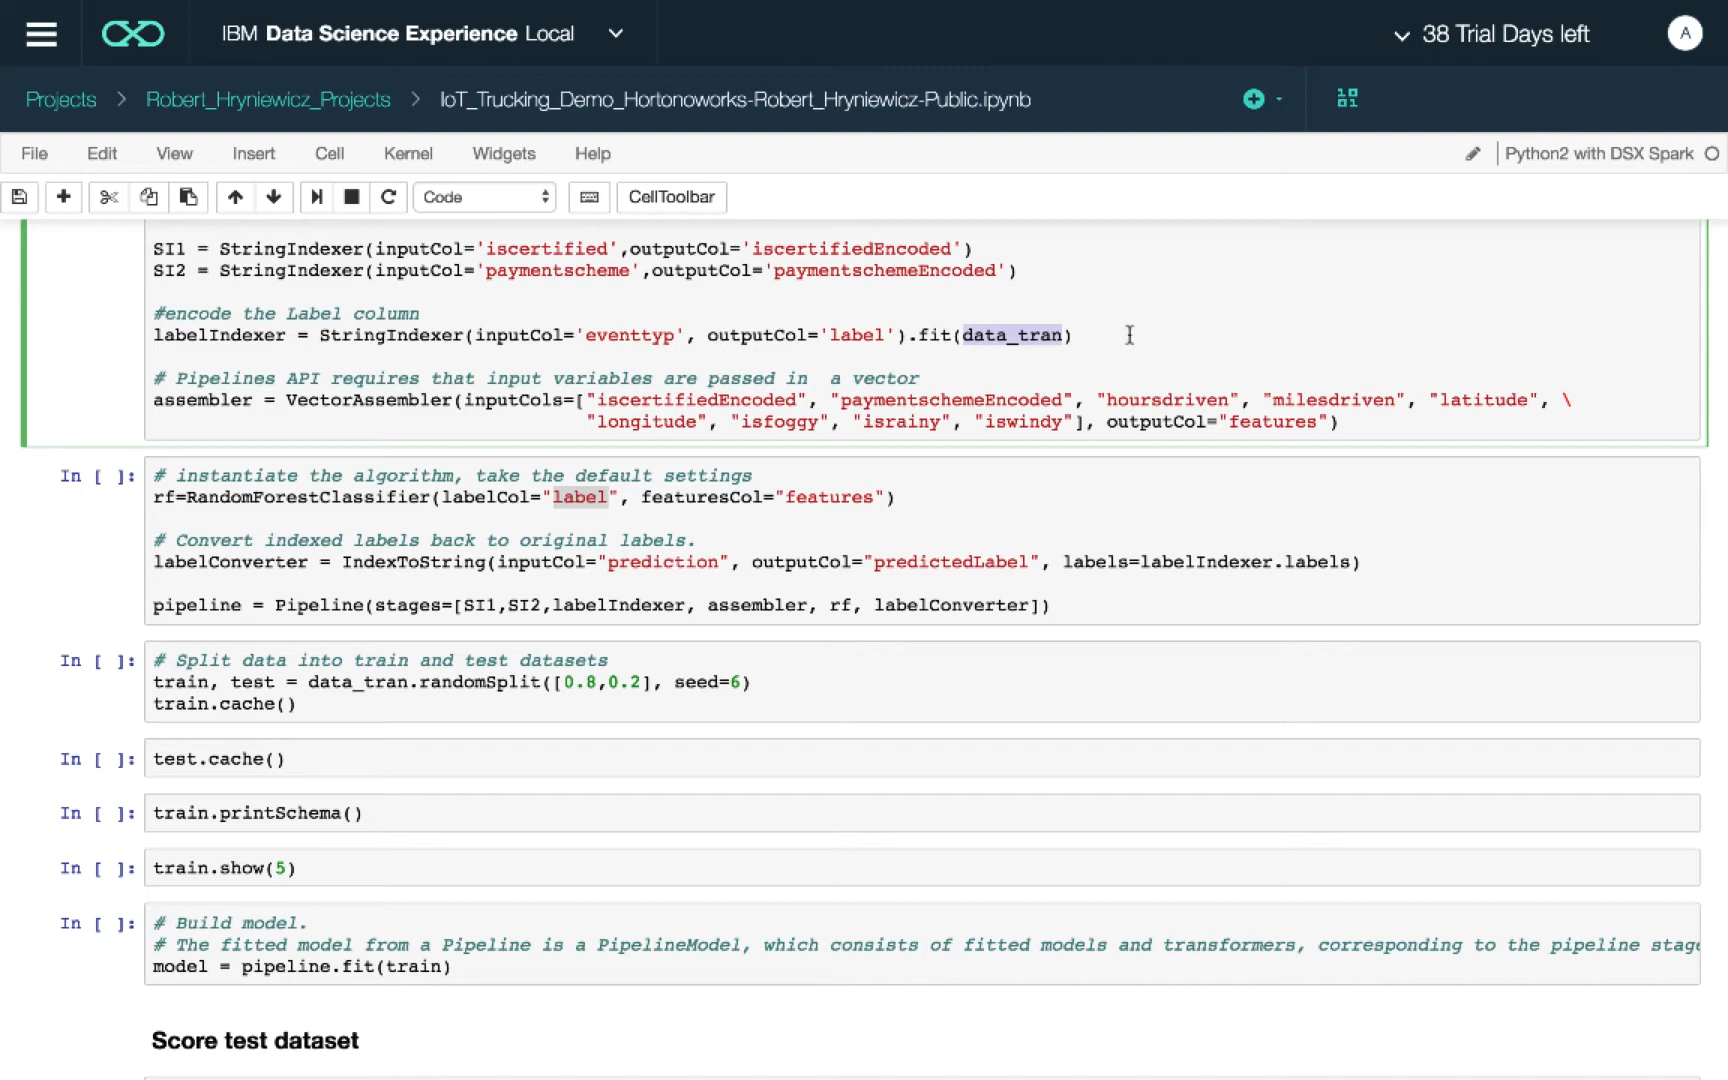 IBM Data Science Experience Local
38 Trial Days left
A
Projects > Robert_Hryniewicz_Projects > IoT_Trucking_Demo_Hortonoworks-Robert_Hryniewicz-Public.ipynb
File Edit View Insert Cell Kernel Widgets Help
Python2 with DSX Spark
Code
CellToolbar
SI1 = StringIndexer(inputCol='iscertified',outputCol='iscertifiedEncoded')
SI2 = StringIndexer(inputCol='paymentscheme',outputCol='paymentschemeEncoded')
#encode the Label column
labelIndexer = StringIndexer(inputCol='eventtyp', outputCol='label').fit(data_tran)
# Pipelines API requires that input variables are passed in  a vector
assembler = VectorAssembler(inputCols=["iscertifiedEncoded", "paymentschemeEncoded", "hoursdriven", "milesdriven", "latitude", \
"longitude", "isfoggy", "israiny", "iswindy"], outputCol="features")
In [ ]:
# instantiate the algorithm, take the default settings
rf=RandomForestClassifier(labelCol="label", featuresCol="features")
# Convert indexed labels back to original labels.
labelConverter = IndexToString(inputCol="prediction", outputCol="predictedLabel", labels=labelIndexer.labels)
pipeline = Pipeline(stages=[SI1,SI2,labelIndexer, assembler, rf, labelConverter])
In [ ]:
# Split data into train and test datasets
train, test = data_tran.randomSplit([0.8,0.2], seed=6)
train.cache()
In [ ]:
test.cache()
In [ ]:
train.printSchema()
In [ ]:
train.show(5)
In [ ]:
# Build model.
# The fitted model from a Pipeline is a PipelineModel, which consists of fitted models and transformers, corresponding to the pipeline stage
model = pipeline.fit(train)
Score test dataset